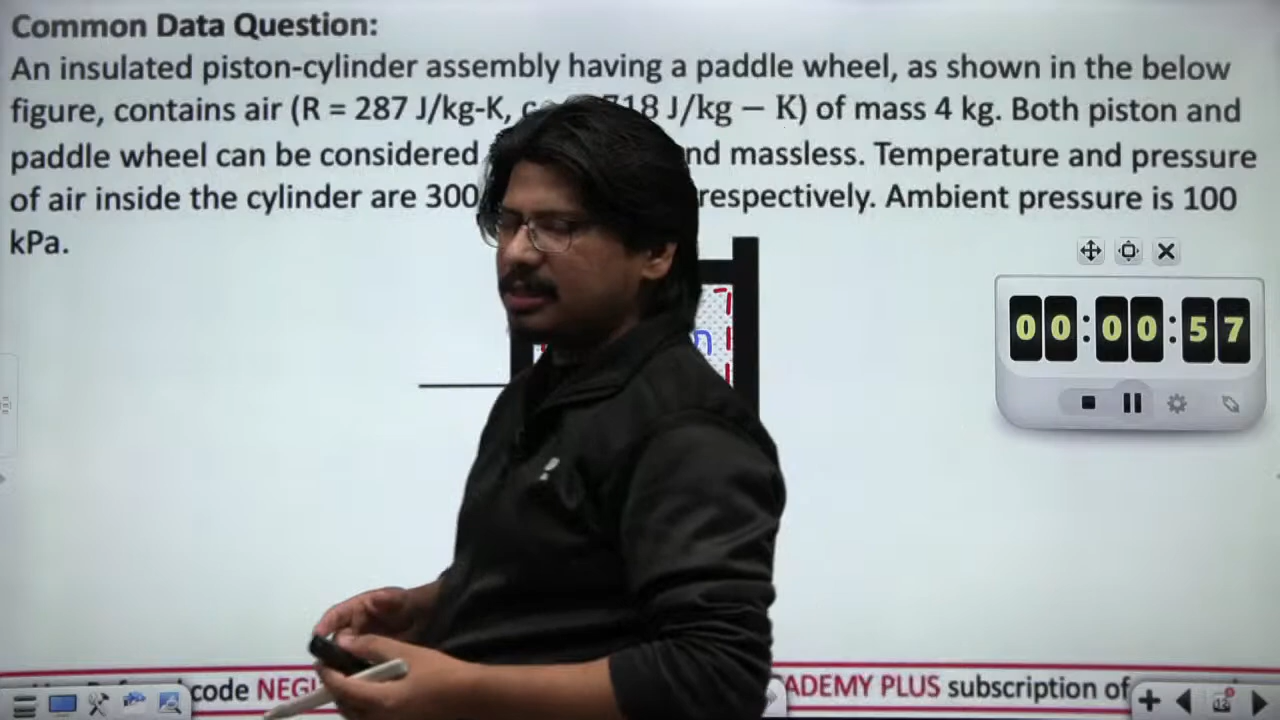 Common Data Question:
An insulated piston-cylinder assembly having a paddle wheel, as shown in the below
figure, contains air (R = 287 J/kg-K, 718 J/kg − K) of mass 4 kg. Both piston and
paddle wheel can be considered and massless. Temperature and pressure
of air inside the cylinder are 300 respectively. Ambient pressure is 100
kPa.
00:00:57
code ADEMY PLUS subscription of